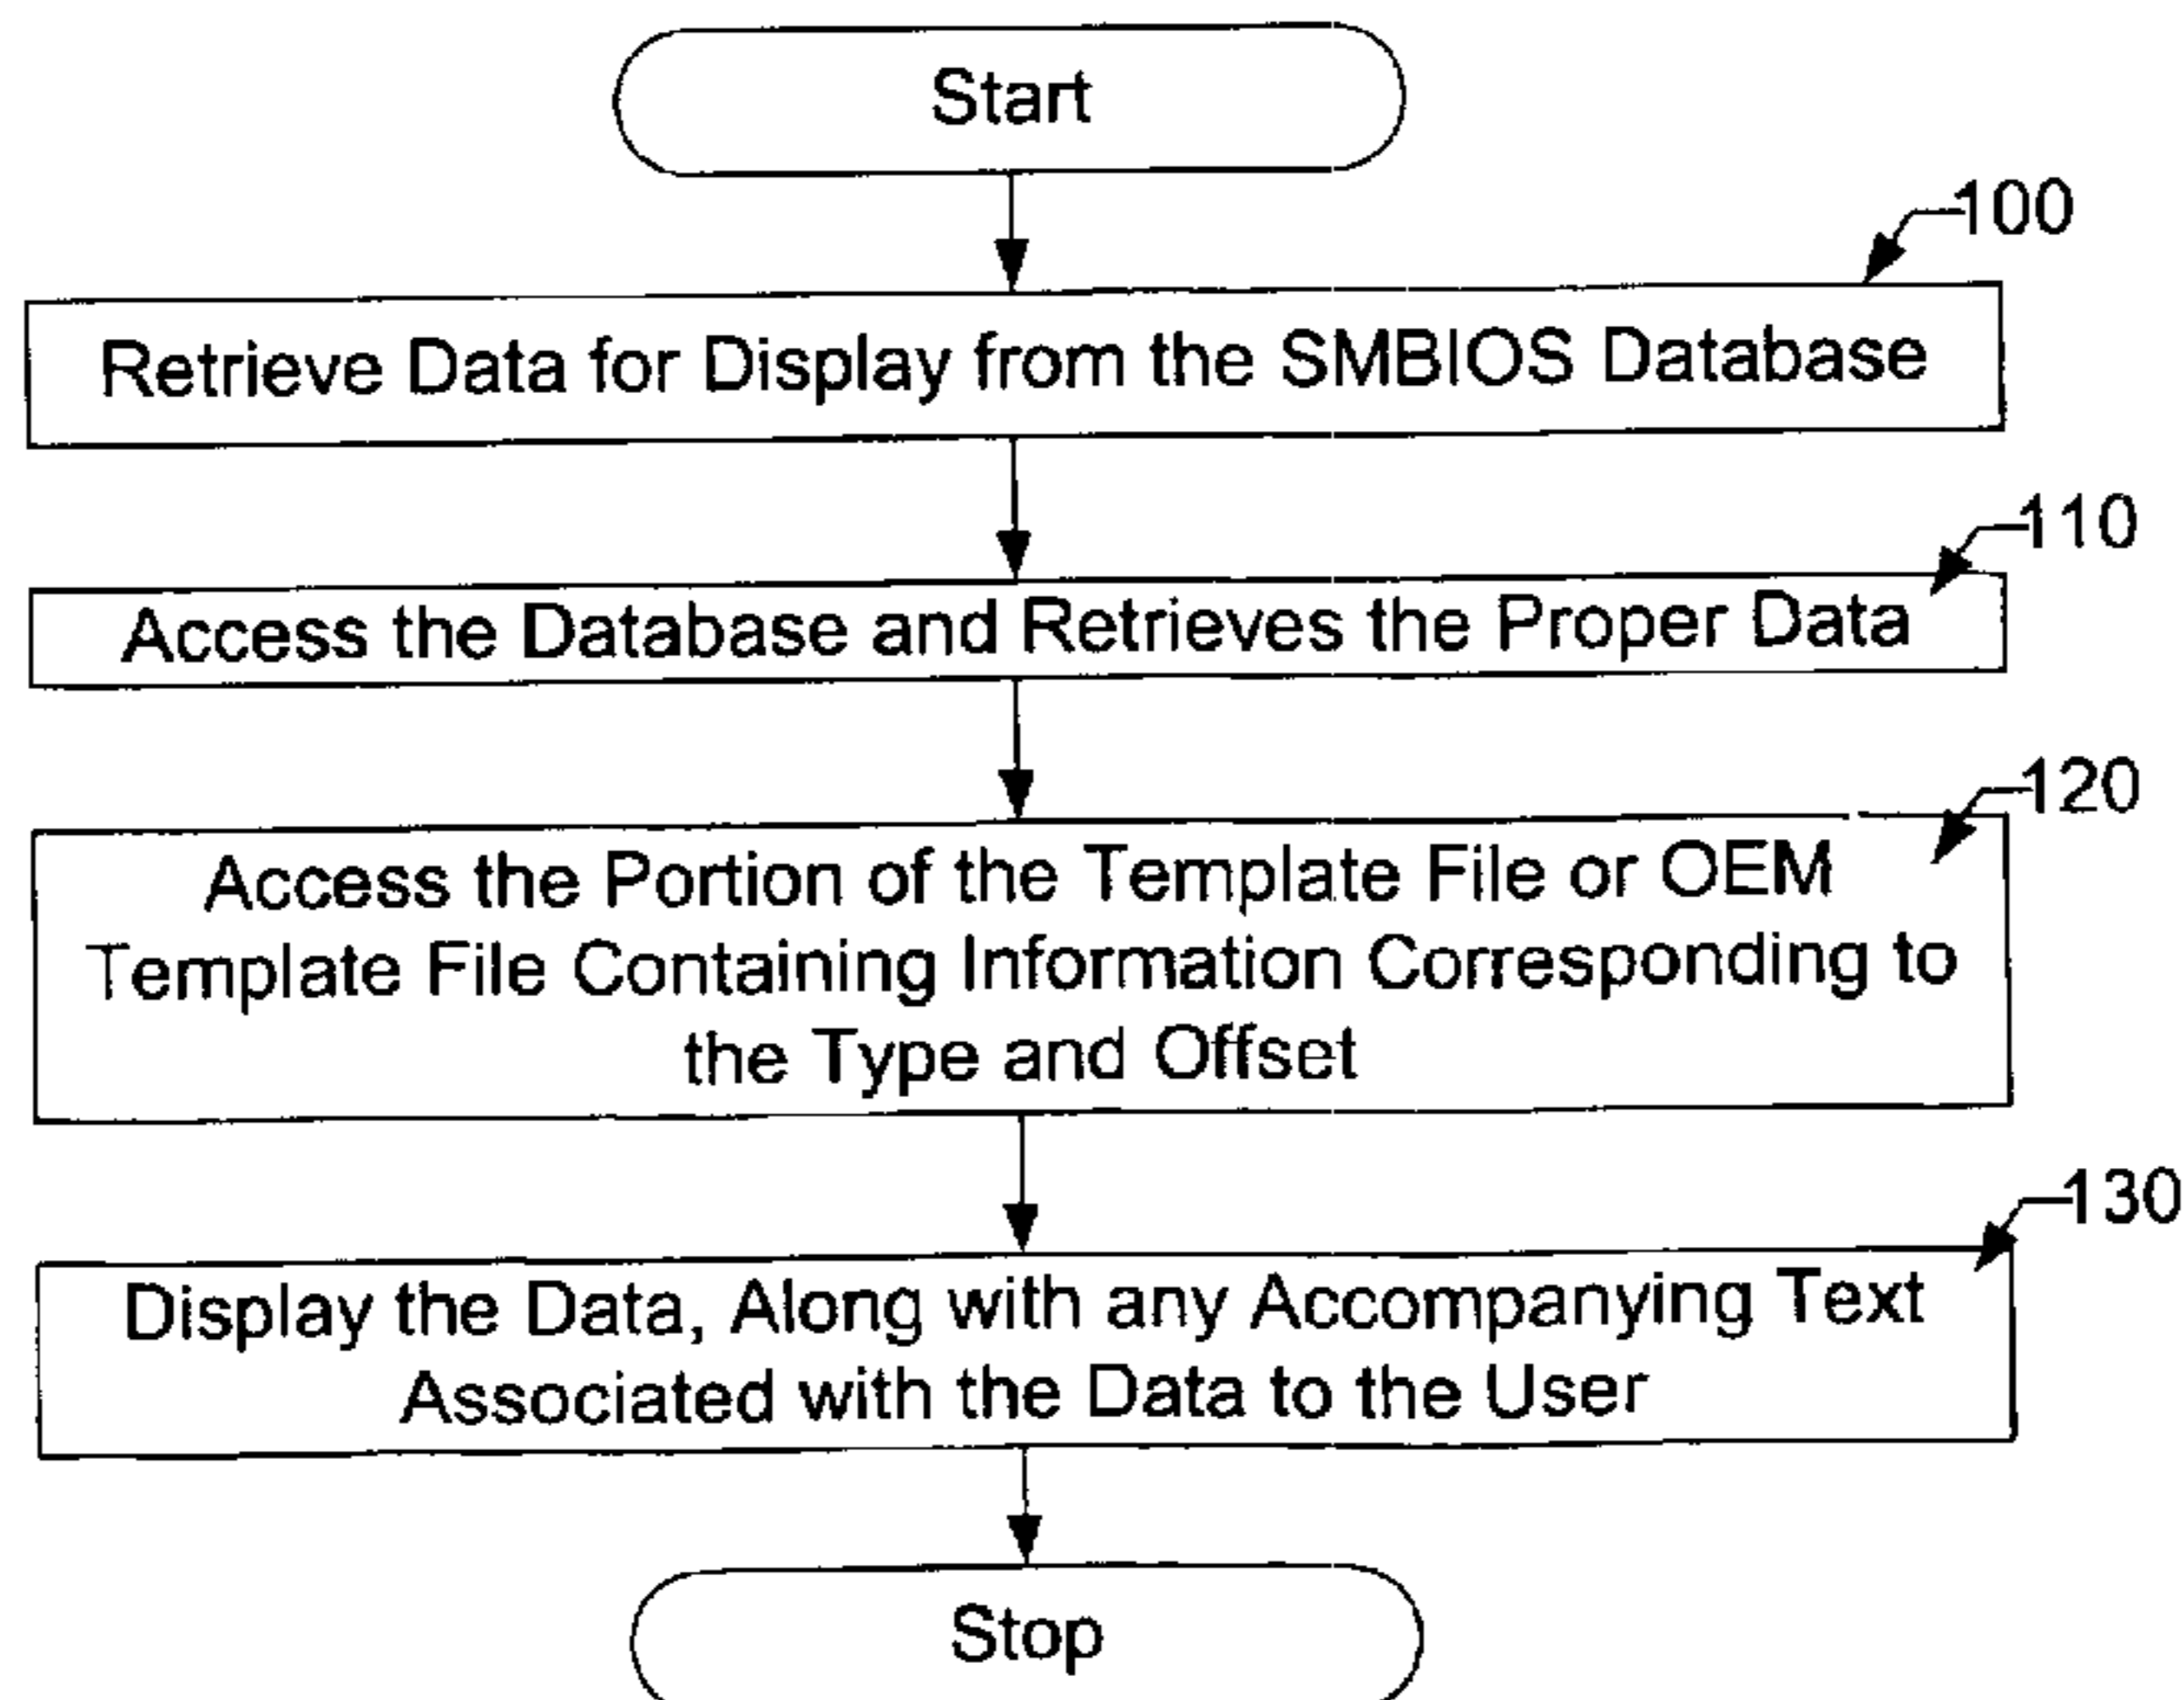 Start
100
Retrieve Data for Display from the SMBIOS Database
110
Access the Database and Retrieves the Proper Data
120
Access the Portion of the Template File or OEM
Template File Containing Information Corresponding to
the Type and Offset
130
Display the Data, Along with any Accompanying Text
Associated with the Data to the User
Stop